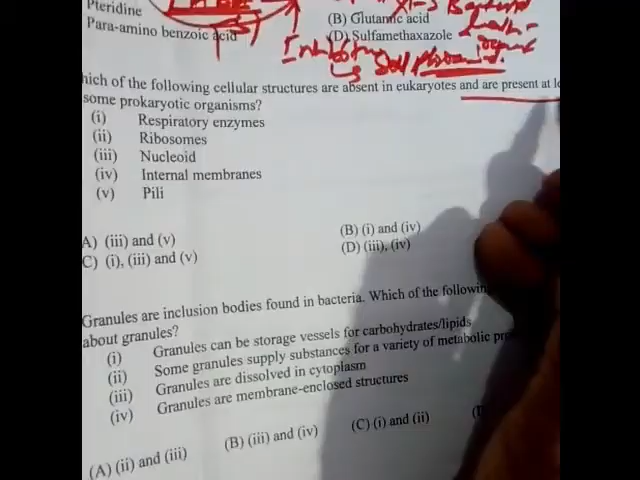 Pteridine
(B) Glutamic acid
Para-amino benzoic acid
(D) Sulfamethaxazole
hich of the following cellular structures are absent in eukaryotes and are present at le
some prokaryotic organisms?
(i) Respiratory enzymes
(ii) Ribosomes
(iii) Nucleoid
(iv) Internal membranes
(v) Pili
A) (iii) and (v)
(B) (i) and (iv)
C) (i), (iii) and (v)
(D) (iii), (iv)
Granules are inclusion bodies found in bacteria. Which of the following
about granules?
(i) Granules can be storage vessels for carbohydrates/lipids
(ii) Some granules supply substances for a variety of metabolic pr
(iii) Granules are dissolved in cytoplasm
(iv) Granules are membrane-enclosed structures
(A) (ii) and (iii)
(B) (iii) and (iv)
(C) (i) and (ii)